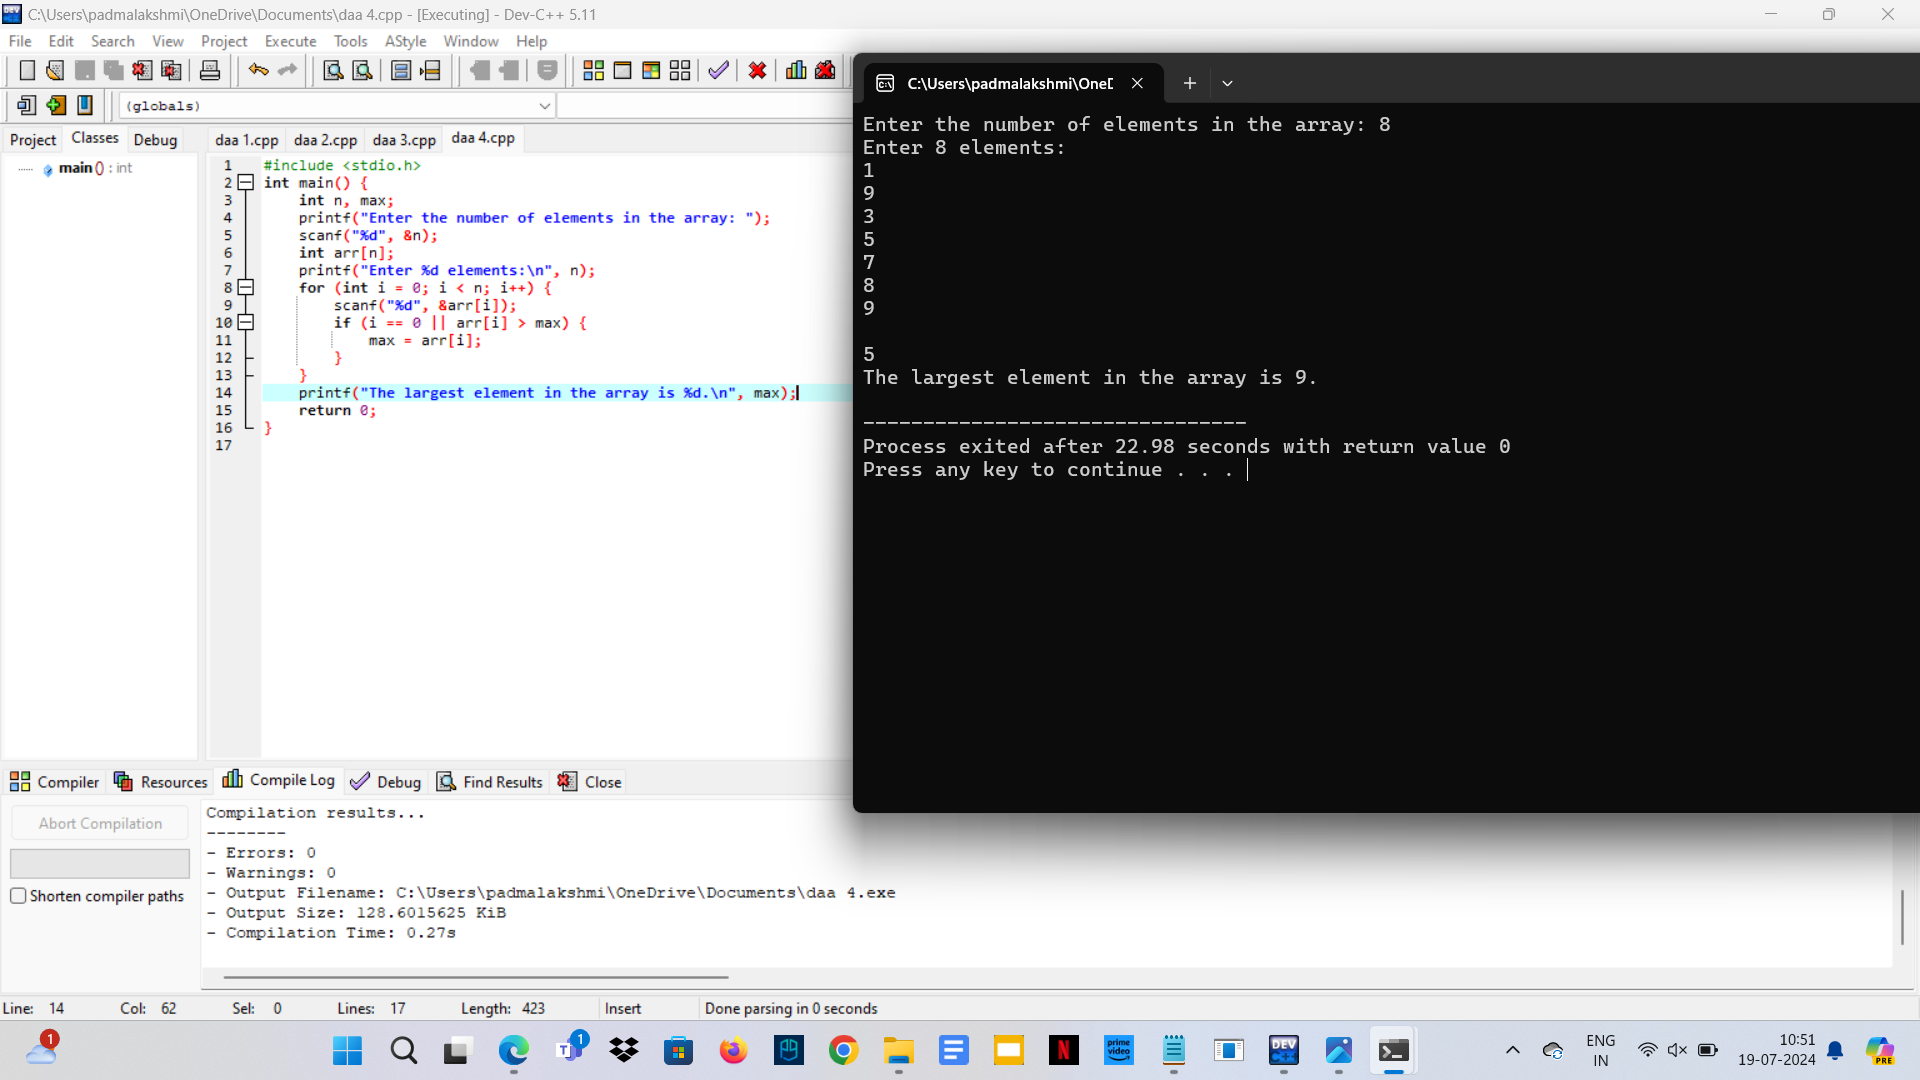 C:\Users\padmalakshmi\OneDrive\Documents\daa 4.cpp - [Executing] - Dev-C++ 5.11
File Edit Search View Project Execute Tools AStyle Window Help
(globals)
Project Classes Debug
main () : int
daa 1.cpp daa 2.cpp daa 3.cpp daa 4.cpp
1 #include <stdio.h>
2 int main() {
3 int n, max;
4 printf("Enter the number of elements in the array: ");
5 scanf("%d", &n);
6 int arr[n];
7 printf("Enter %d elements:\n", n);
8 for (int i = 0; i < n; i++) {
9 scanf("%d", &arr[i]);
10 if (i == 0 || arr[i] > max) {
11 max = arr[i];
12 }
13 }
14 printf("The largest element in the array is %d.\n", max);
15 return 0;
16 }
17
C:\Users\padmalakshmi\OneD
Enter the number of elements in the array: 8
Enter 8 elements:
1
9
3
5
7
8
9
5
The largest element in the array is 9.
--------------------------------
Process exited after 22.98 seconds with return value 0
Press any key to continue . . .
Compiler Resources Compile Log Debug Find Results Close
Abort Compilation
Shorten compiler paths
Compilation results...
--------
- Errors: 0
- Warnings: 0
- Output Filename: C:\Users\padmalakshmi\OneDrive\Documents\daa 4.exe
- Output Size: 128.6015625 KiB
- Compilation Time: 0.27s
Line: 14 Col: 62 Sel: 0 Lines: 17 Length: 423 Insert Done parsing in 0 seconds
1
1
prime video
DEV C++
ENG
IN
10:51
19-07-2024
PRE